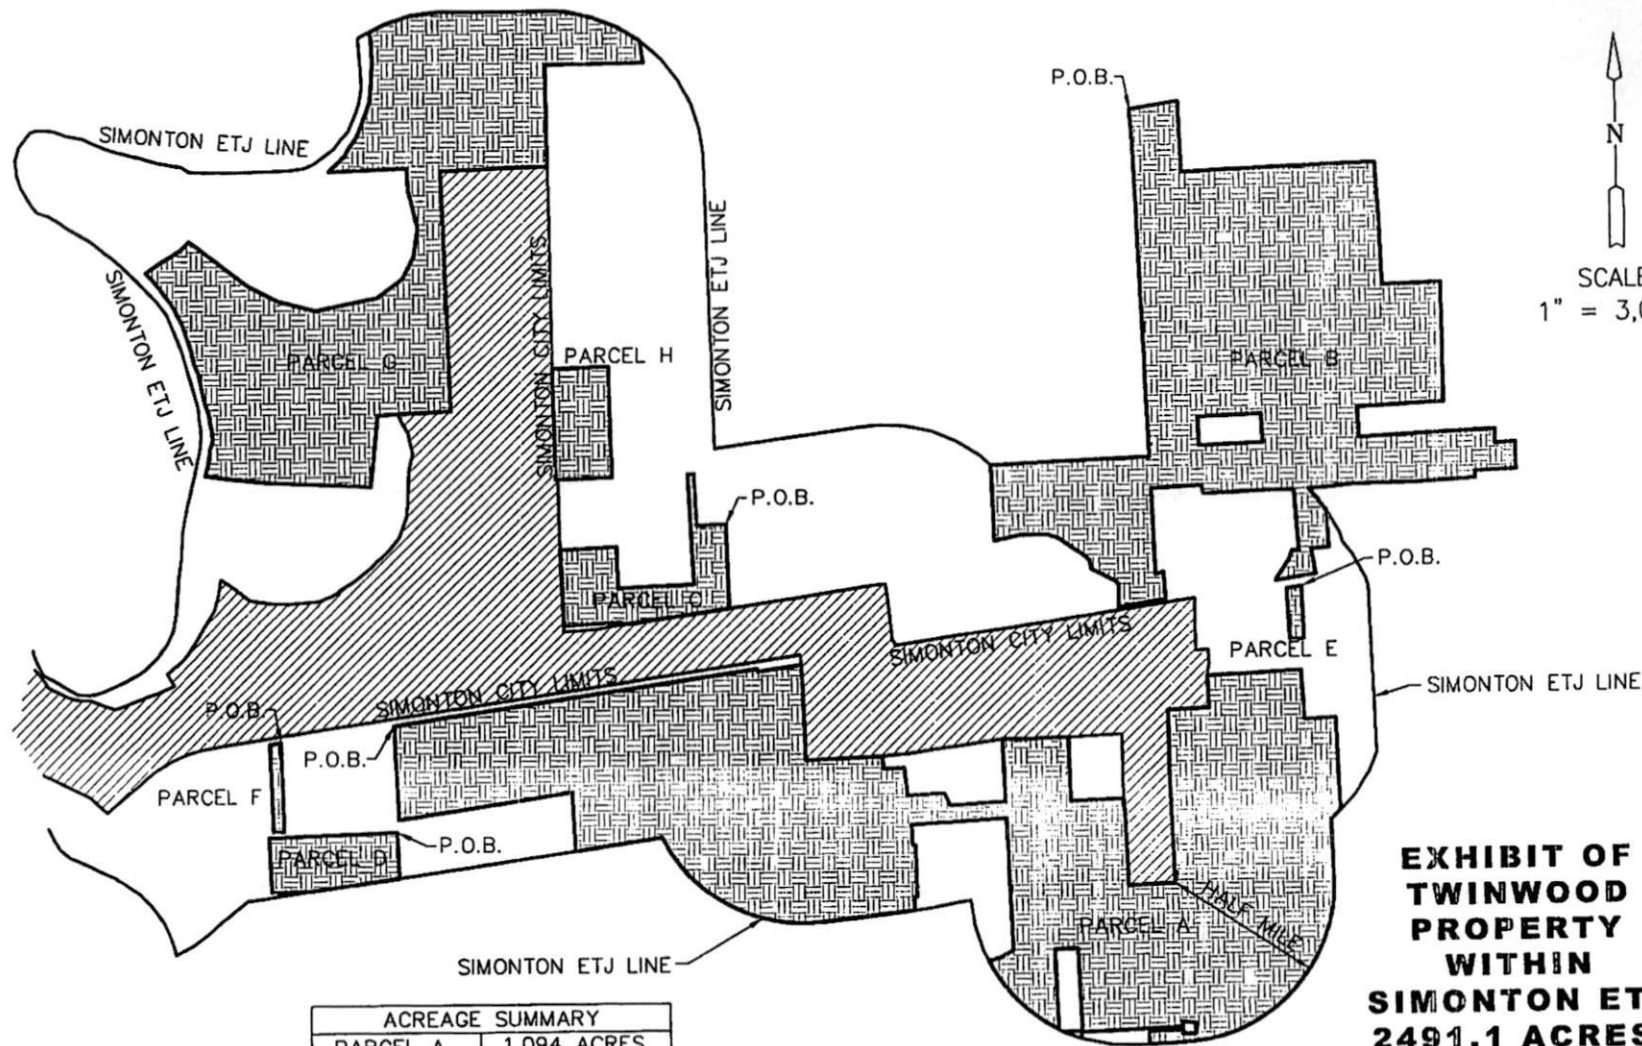 P.O.B.
SIMONTON ETJ LINE
N
SCALE
1" = 3,0
SIMONTON ETJ LINE
SIMONTON CITY LIMITS
SIMONTON ETJ LINE
PARCEL H
PARCEL G
PARCEL B
P.O.B.
P.O.B.
PARCEL C
SIMONTON CITY LIMITS
PARCEL E
SIMONTON ETJ LINE
SIMONTON CITY LIMITS
P.O.B.
P.O.B.
PARCEL F
P.O.B.
PARCEL D
HALF MILE
PARCEL A
SIMONTON ETJ LINE
EXHIBIT OF
TWINWOOD
PROPERTY
WITHIN
SIMONTON ET
2491.1 ACRES
ACREAGE SUMMARY
PARCEL A 1,094 ACRES